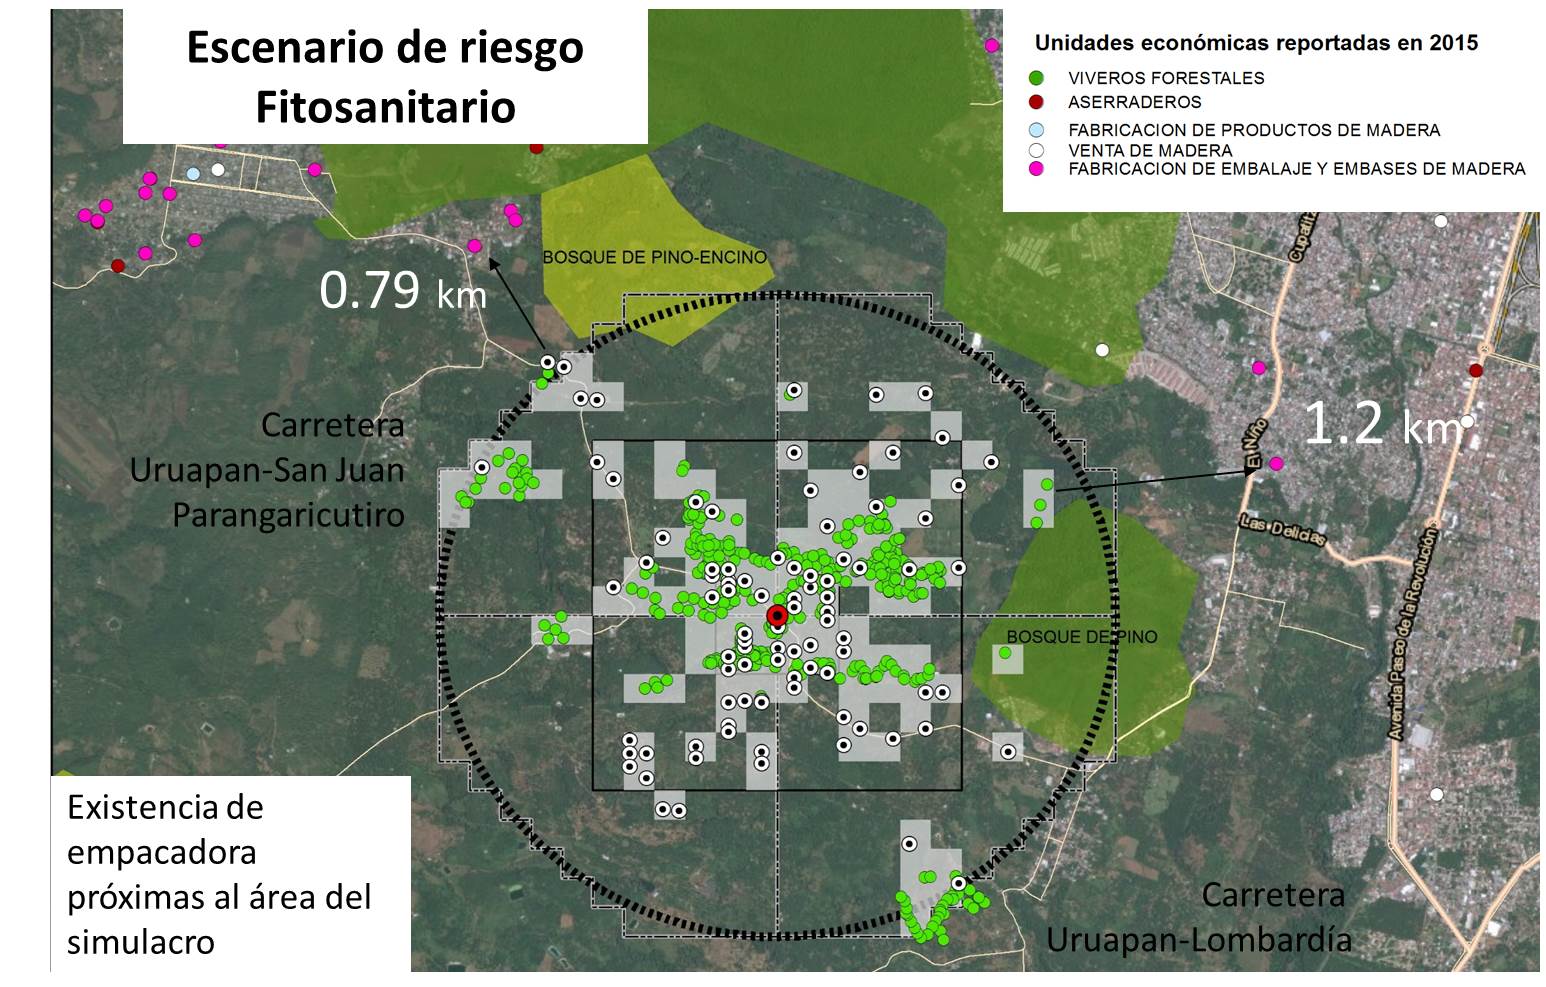 Escenario de riesgo
Fitosanitario
Unidades económicas reportadas en 2015
VIVEROS FORESTALES
ASERRADEROS
FABRICACION DE PRODUCTOS DE MADERA
VENTA DE MADERA
FABRICACION DE EMBALAJE Y EMBASES DE MADERA
BOSQUE DE PINO-ENCINO
0.79 km
1.2 km
Carretera
Uruapan-San Juan
Parangaricutiro
El Niño
Las Delicias
Avenida Paseo de la Revolución
BOSQUE DE PINO
Existencia de
empacadora
próximas al área del
simulacro
Carretera
Uruapan-Lombardía